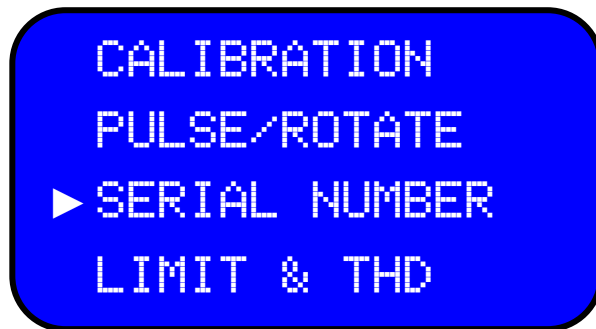 CALIBRATION
PULSE/ROTATE
►SERIAL NUMBER
LIMIT & THD